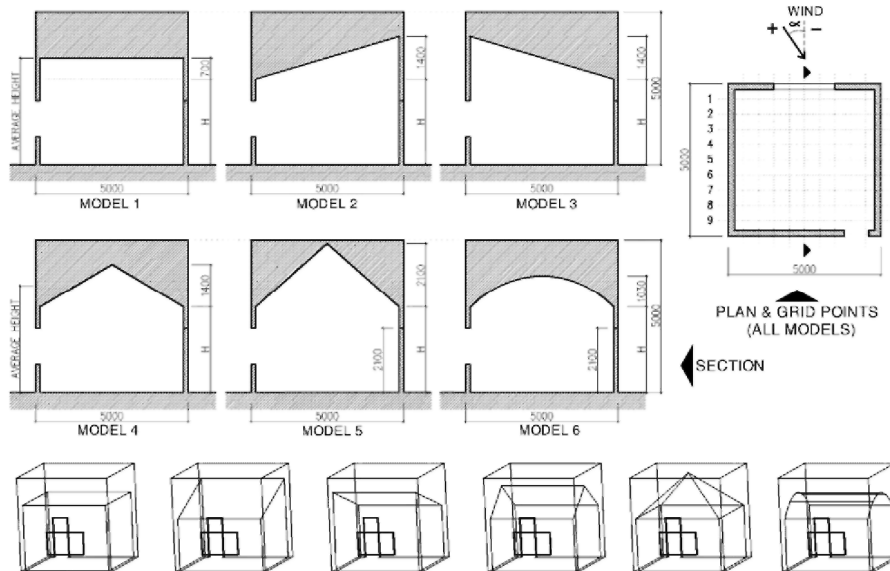 AVERAGE HEIGHT
700
H
5000
MODEL 1
1400
H
5000
MODEL 2
1400
H
5000
5000
MODEL 3
WIND
+ α −
1
2
3
4
5
6
7
8
9
5000
5000
PLAN & GRID POINTS
(ALL MODELS)
AVERAGE HEIGHT
1400
H
5000
MODEL 4
2100
H
2100
5000
MODEL 5
1030
H
2100
5000
5000
MODEL 6
SECTION